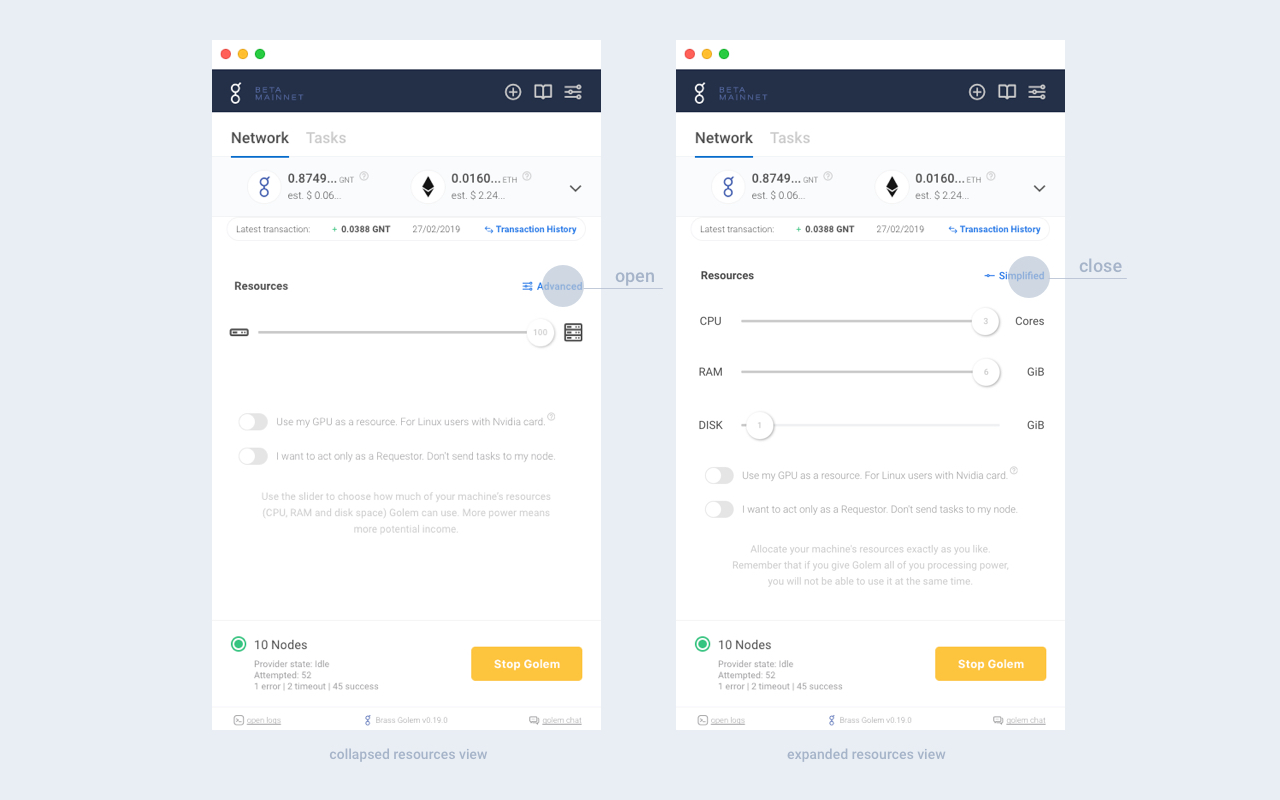 BETA
MAINNET
Network Tasks
0.8749... GNT
est. $ 0.06...
0.0160... ETH
est. $ 2.24...
Latest transaction: + 0.0388 GNT 27/02/2019 Transaction History
Resources Advanced
open
100
Use my GPU as a resource. For Linux users with Nvidia card.
I want to act only as a Requestor. Don't send tasks to my node.
Use the slider to choose how much of your machine's resources
(CPU, RAM and disk space) Golem can use. More power means
more potential income.
10 Nodes
Provider state: Idle
Attempted: 52
1 error | 2 timeout | 45 success
Stop Golem
open logs Brass Golem v0.19.0 golem chat
collapsed resources view
BETA
MAINNET
Network Tasks
0.8749... GNT
est. $ 0.06...
0.0160... ETH
est. $ 2.24...
Latest transaction: + 0.0388 GNT 27/02/2019 Transaction History
Resources Simplified
close
CPU 3 Cores
RAM 6 GiB
DISK 1 GiB
Use my GPU as a resource. For Linux users with Nvidia card.
I want to act only as a Requestor. Don't send tasks to my node.
Allocate your machine's resources exactly as you like.
Remember that if you give Golem all of you processing power,
you will not be able to use it at the same time.
10 Nodes
Provider state: Idle
Attempted: 52
1 error | 2 timeout | 45 success
Stop Golem
open logs Brass Golem v0.19.0 golem chat
expanded resources view